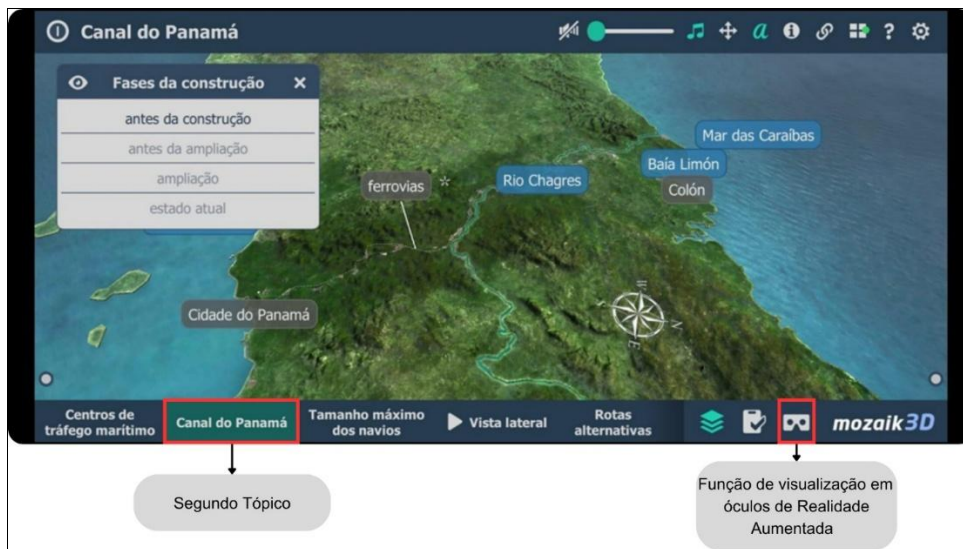 Canal do Panamá
a
?
Fases da construção
antes da construção
antes da ampliação
ampliação
estado atual
Mar das Caraíbas
Baía Limón
Colón
Rio Chagres
ferrovias
Cidade do Panamá
N
E
Centros de
tráfego marítimo
Canal do Panamá
Tamanho máximo
dos navios
Vista lateral
Rotas
alternativas
mozaik3D
Segundo Tópico
Função de visualização em
óculos de Realidade
Aumentada